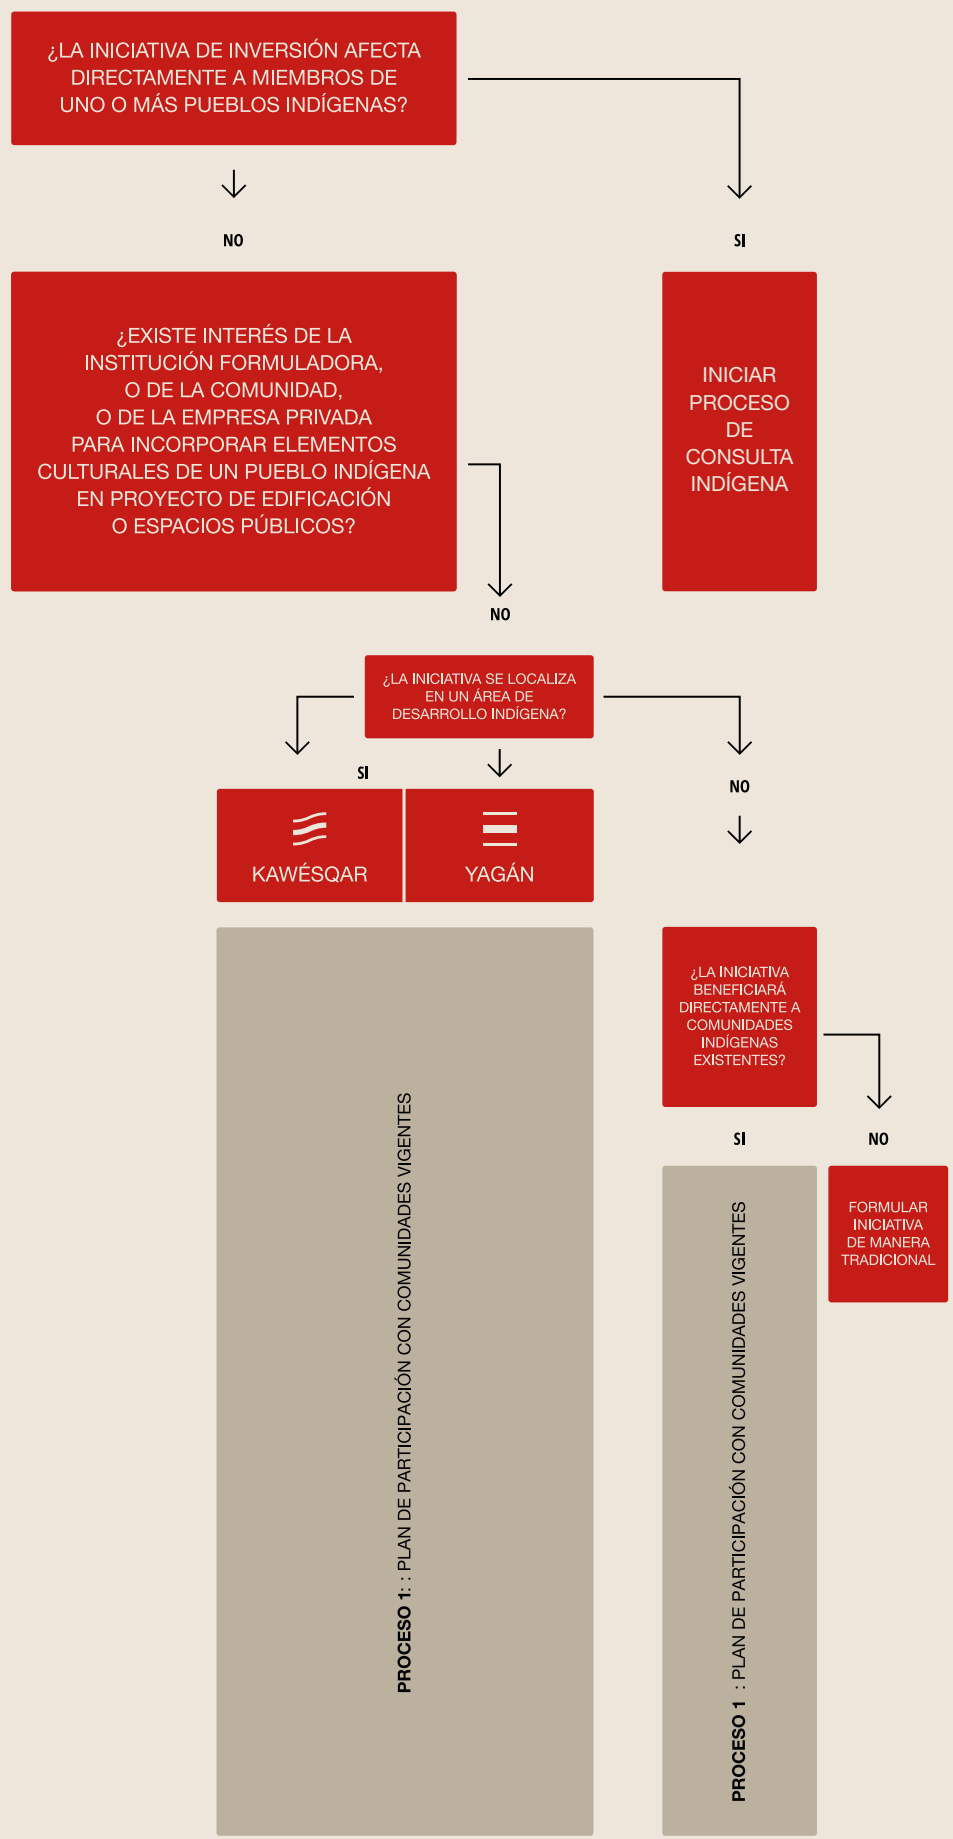 ¿LA INICIATIVA DE INVERSIÓN AFECTA
DIRECTAMENTE A MIEMBROS DE
UNO O MÁS PUEBLOS INDÍGENAS?
NO
SI
¿EXISTE INTERÉS DE LA
INSTITUCIÓN FORMULADORA,
O DE LA COMUNIDAD,
O DE LA EMPRESA PRIVADA
PARA INCORPORAR ELEMENTOS
CULTURALES DE UN PUEBLO INDÍGENA
EN PROYECTO DE EDIFICACIÓN
O ESPACIOS PÚBLICOS?
INICIAR
PROCESO
DE
CONSULTA
INDÍGENA
NO
¿LA INICIATIVA SE LOCALIZA
EN UN ÁREA DE
DESARROLLO INDÍGENA?
SI
NO
KAWÉSQAR
YAGÁN
¿LA INICIATIVA
BENEFICIARÁ
DIRECTAMENTE A
COMUNIDADES
INDÍGENAS
EXISTENTES?
SI
NO
FORMULAR
INICIATIVA
DE MANERA
TRADICIONAL
PROCESO 1: : PLAN DE PARTICIPACIÓN CON COMUNIDADES VIGENTES
PROCESO 1 : PLAN DE PARTICIPACIÓN CON COMUNIDADES VIGENTES